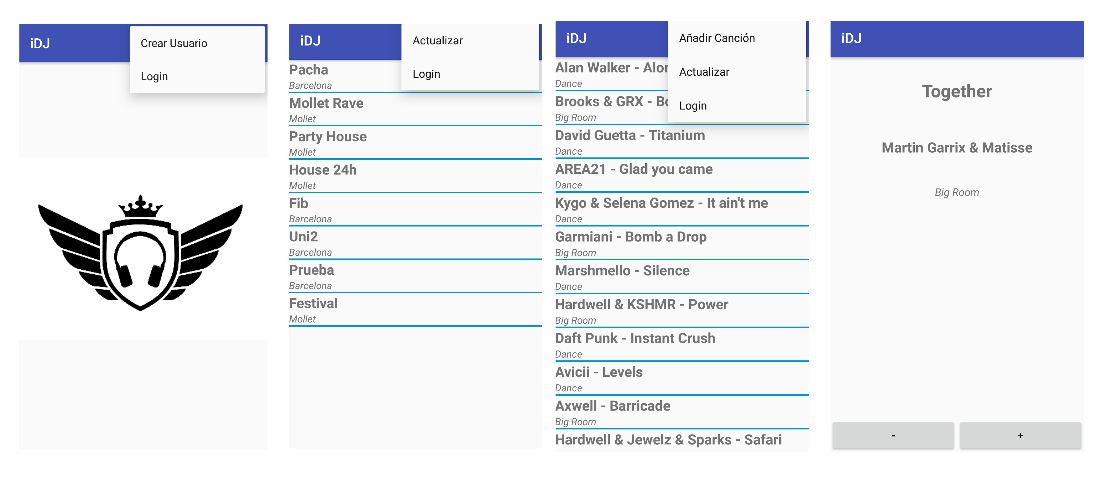 iDJ
Crear Usuario
Login
iDJ
Actualizar
Login
Pacha
Barcelona
Mollet Rave
Mollet
Party House
Mollet
House 24h
Mollet
Fib
Barcelona
Uni2
Barcelona
Prueba
Barcelona
Festival
Mollet
iDJ
Añadir Canción
Actualizar
Login
Alan Walker -
Dance
Brooks & GRX -
Big Room
David Guetta - Titanium
Dance
AREA21 - Glad you came
Dance
Kygo & Selena Gomez - It ain't me
Dance
Garmiani - Bomb a Drop
Big Room
Marshmello - Silence
Dance
Hardwell & KSHMR - Power
Big Room
Daft Punk - Instant Crush
Dance
Avicii - Levels
Dance
Axwell - Barricade
Big Room
Hardwell & Jewelz & Sparks - Safari
iDJ
Together
Martin Garrix & Matisse
Big Room
-
+